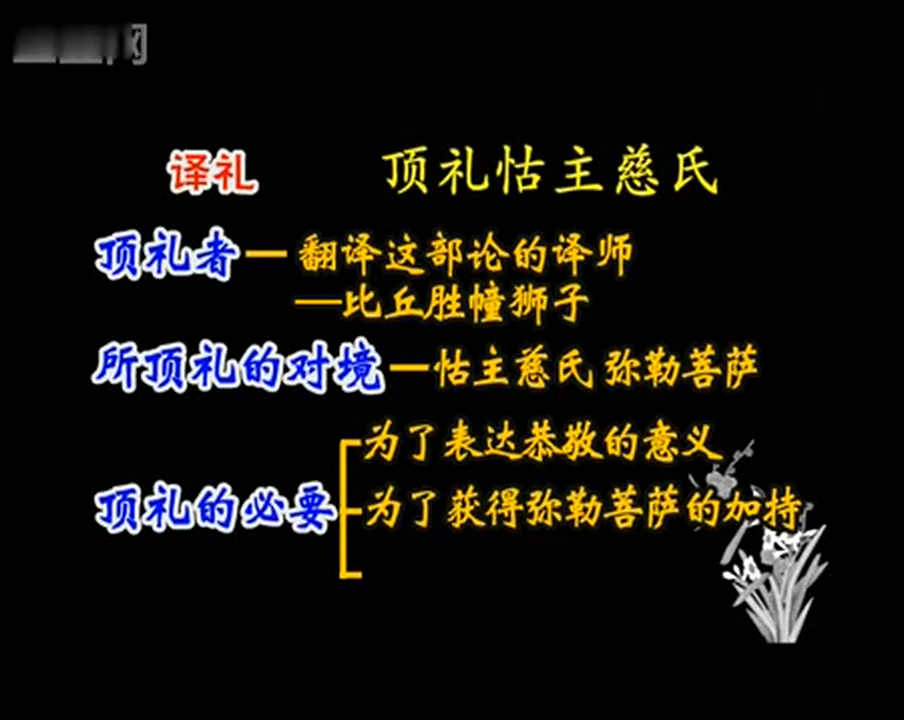 译礼 顶礼怙主慈氏
顶礼者—翻译这部论的译师
—比丘胜幢狮子
所顶礼的对境—怙主慈氏 弥勒菩萨
为了表达恭敬的意义
顶礼的必要 为了获得弥勒菩萨的加持
网